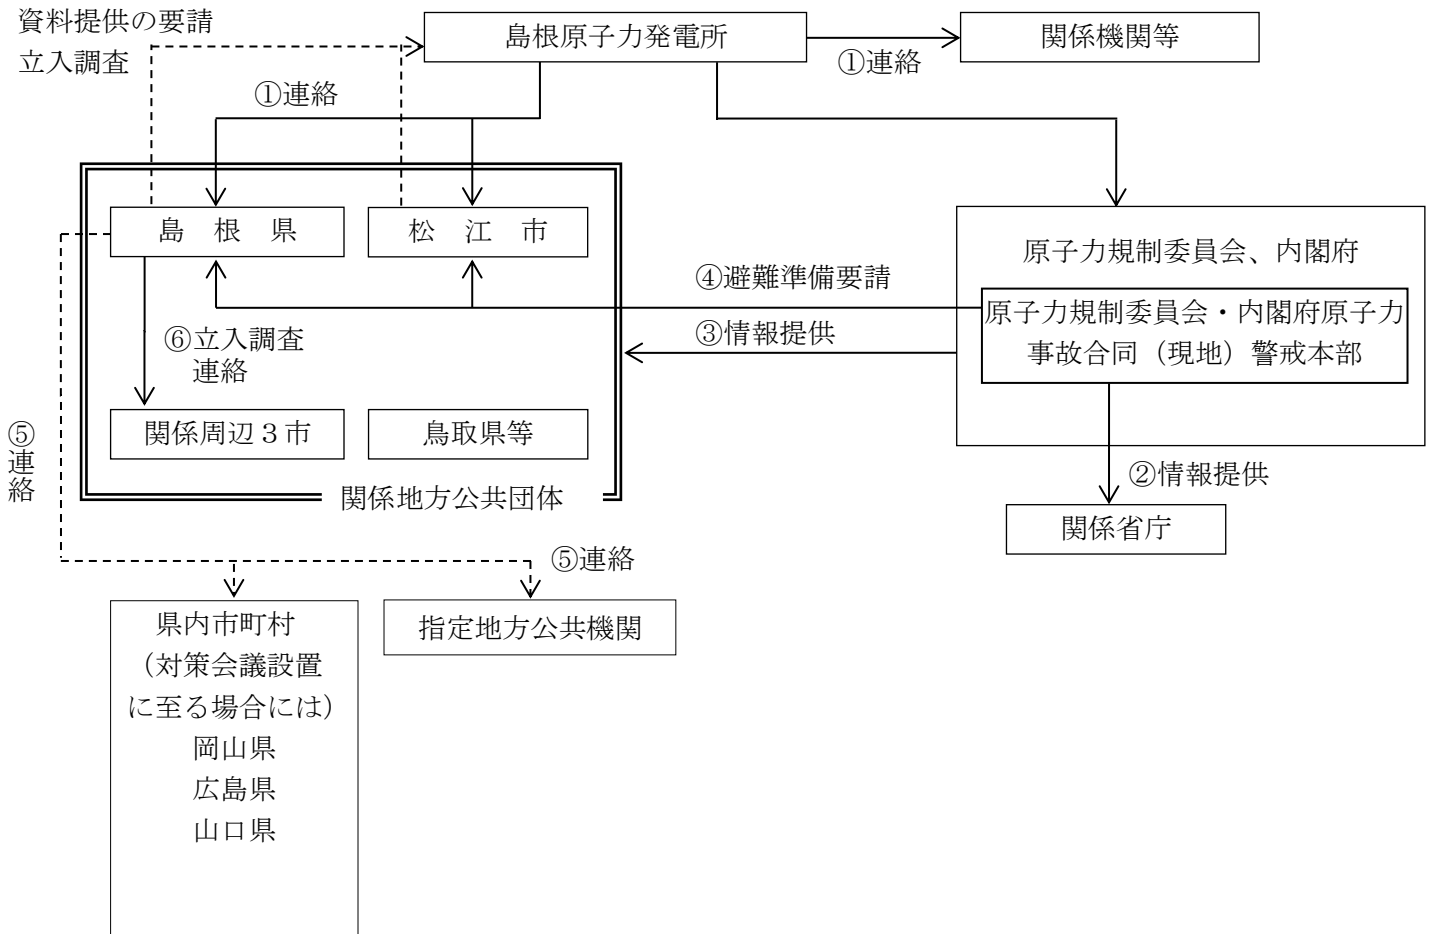 資料提供の要請
立入調査
島根原子力発電所
関係機関等
①連絡
①連絡
島　根　県
松　江　市
原子力規制委員会、内閣府
原子力規制委員会・内閣府原子力
事故合同（現地）警戒本部
④避難準備要請
③情報提供
⑥立入調査
連絡
関係周辺３市
鳥取県等
関係地方公共団体
②情報提供
関係省庁
⑤連絡
⑤連絡
県内市町村
（対策会議設置
に至る場合には）
岡山県
広島県
山口県
指定地方公共機関